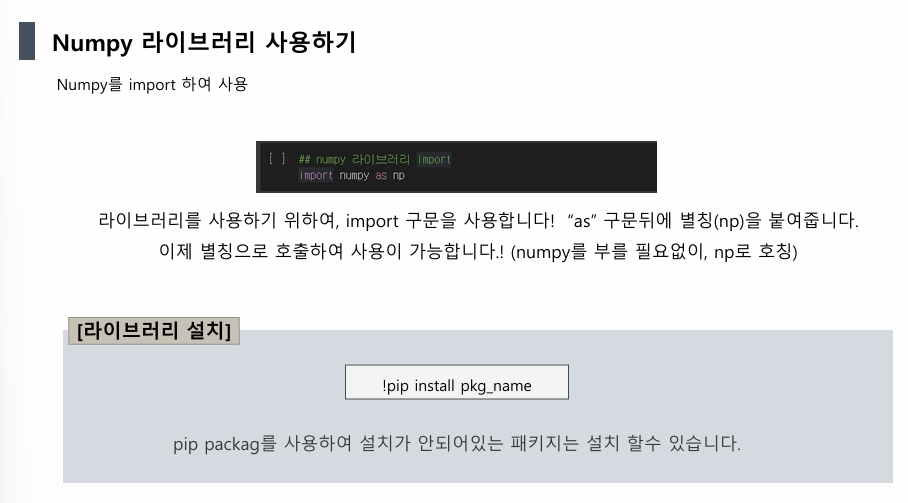 Numpy 라이브러리 사용하기
Numpy를 import 하여 사용
[ ] ## numpy 라이브러리 import
import numpy as np
라이브러리를 사용하기 위하여, import 구문을 사용합니다! “as” 구문뒤에 별칭(np)을 붙여줍니다.
이제 별칭으로 호출하여 사용이 가능합니다.! (numpy를 부를 필요없이, np로 호칭)
[라이브러리 설치]
!pip install pkg_name
pip packag를 사용하여 설치가 안되어있는 패키지는 설치 할수 있습니다.